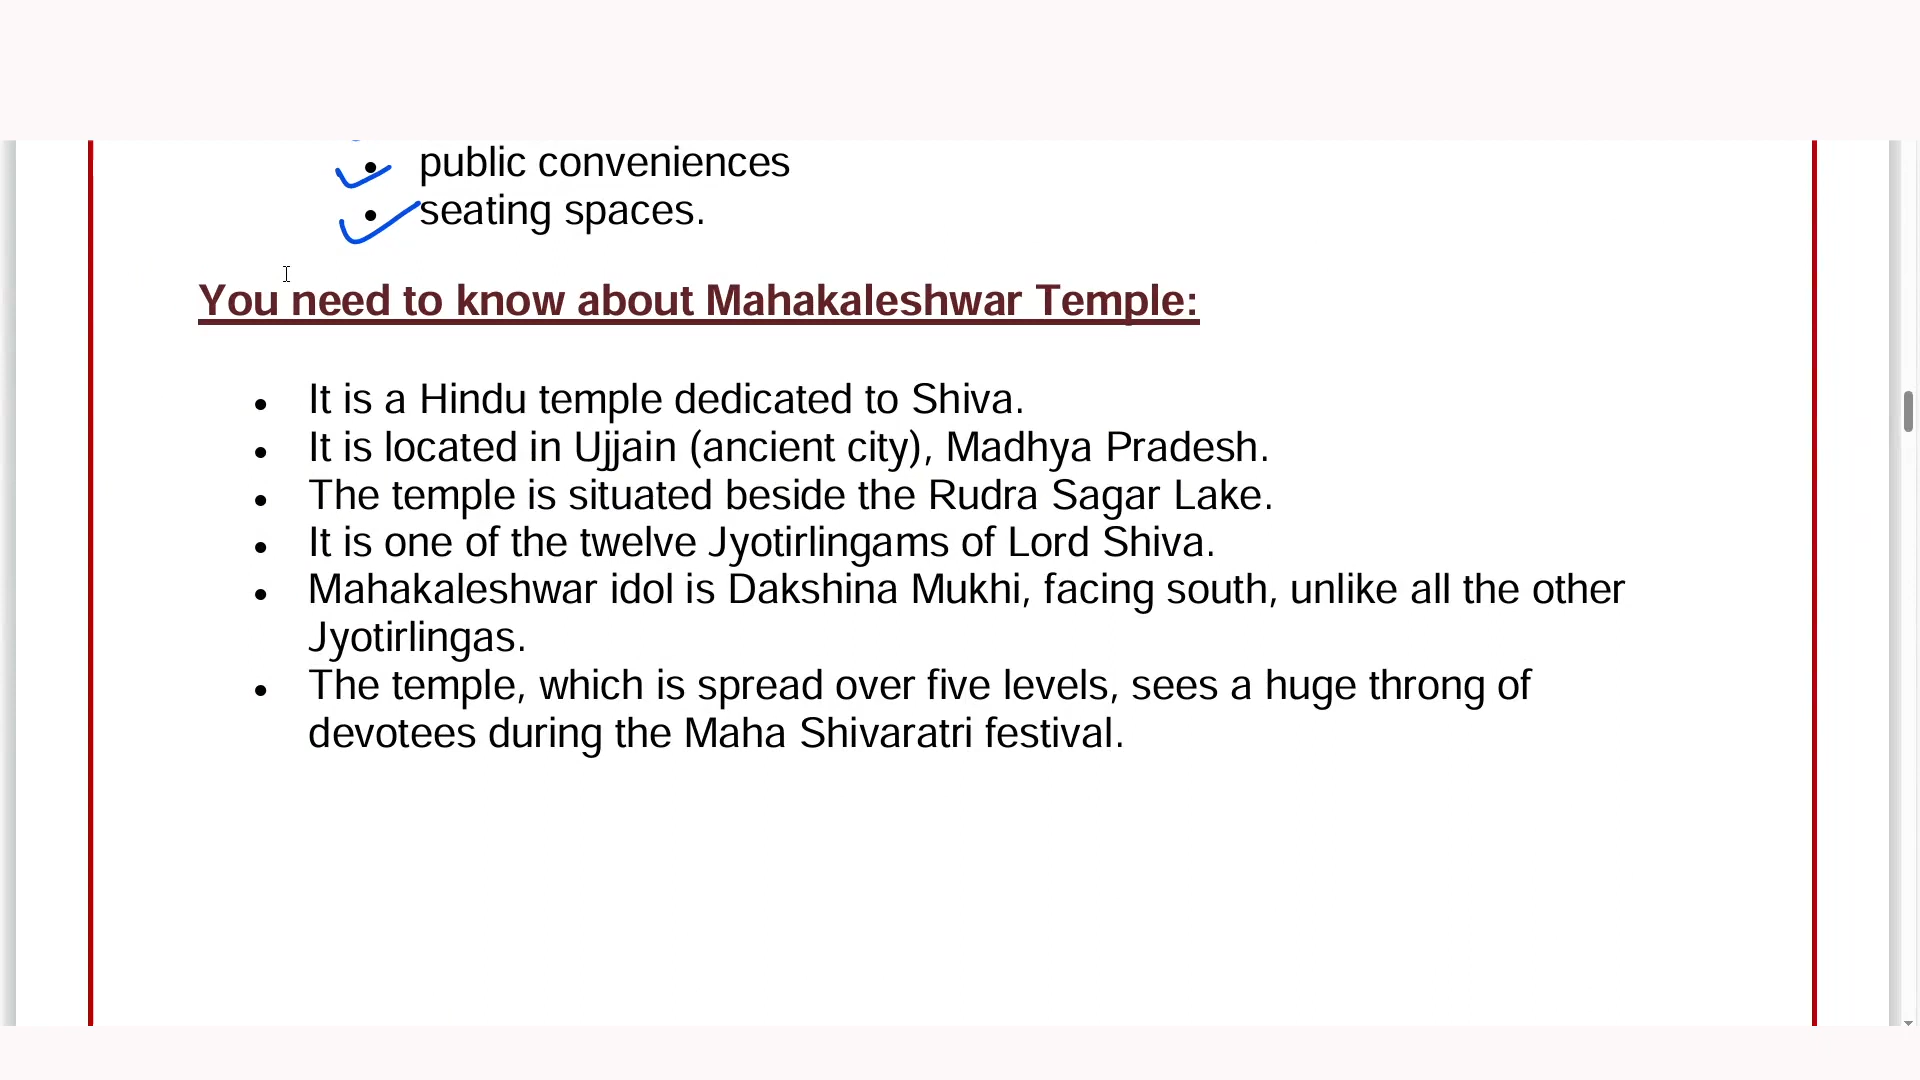 • public conveniences
• seating spaces.
You need to know about Mahakaleshwar Temple:
• It is a Hindu temple dedicated to Shiva.
• It is located in Ujjain (ancient city), Madhya Pradesh.
• The temple is situated beside the Rudra Sagar Lake.
• It is one of the twelve Jyotirlingams of Lord Shiva.
• Mahakaleshwar idol is Dakshina Mukhi, facing south, unlike all the other
Jyotirlingas.
• The temple, which is spread over five levels, sees a huge throng of
devotees during the Maha Shivaratri festival.